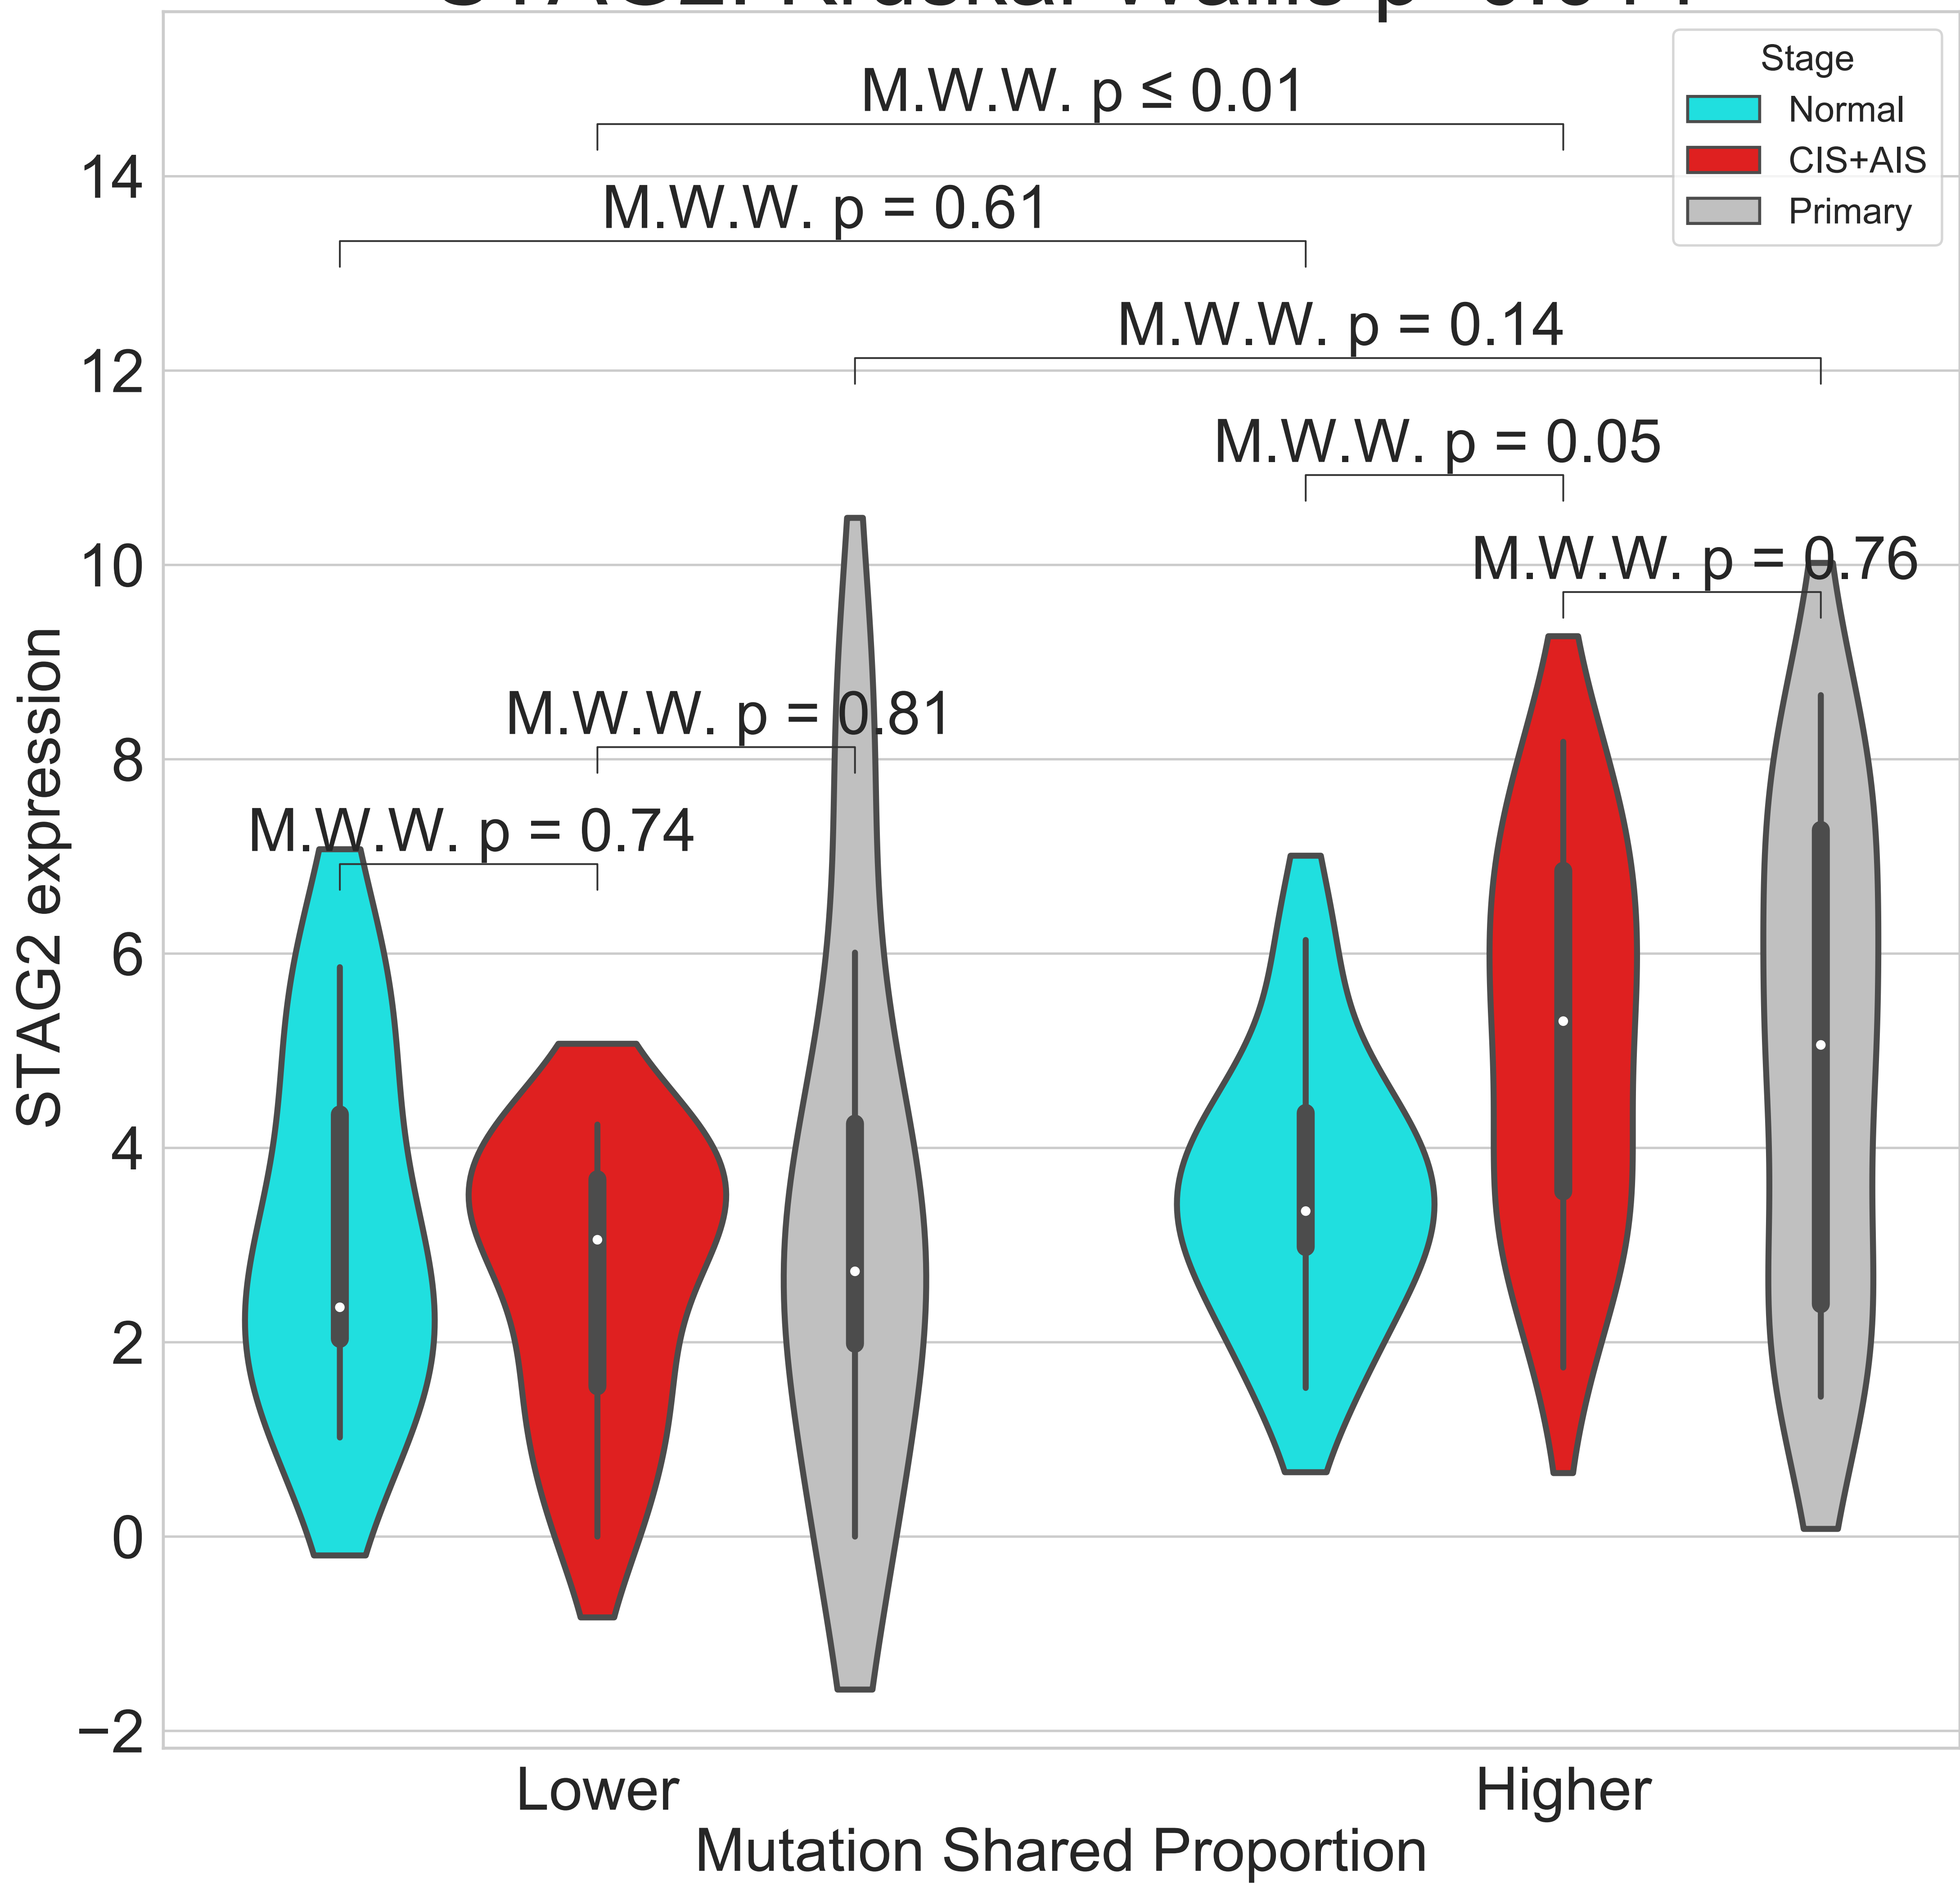 Stage
Normal
CIS+AIS
Primary
M.W.W. p ≤ 0.01
M.W.W. p = 0.61
M.W.W. p = 0.14
M.W.W. p = 0.05
M.W.W. p = 0.76
M.W.W. p = 0.81
M.W.W. p = 0.74
14
12
10
8
6
4
2
0
−2
STAG2 expression
Lower
Higher
Mutation Shared Proportion